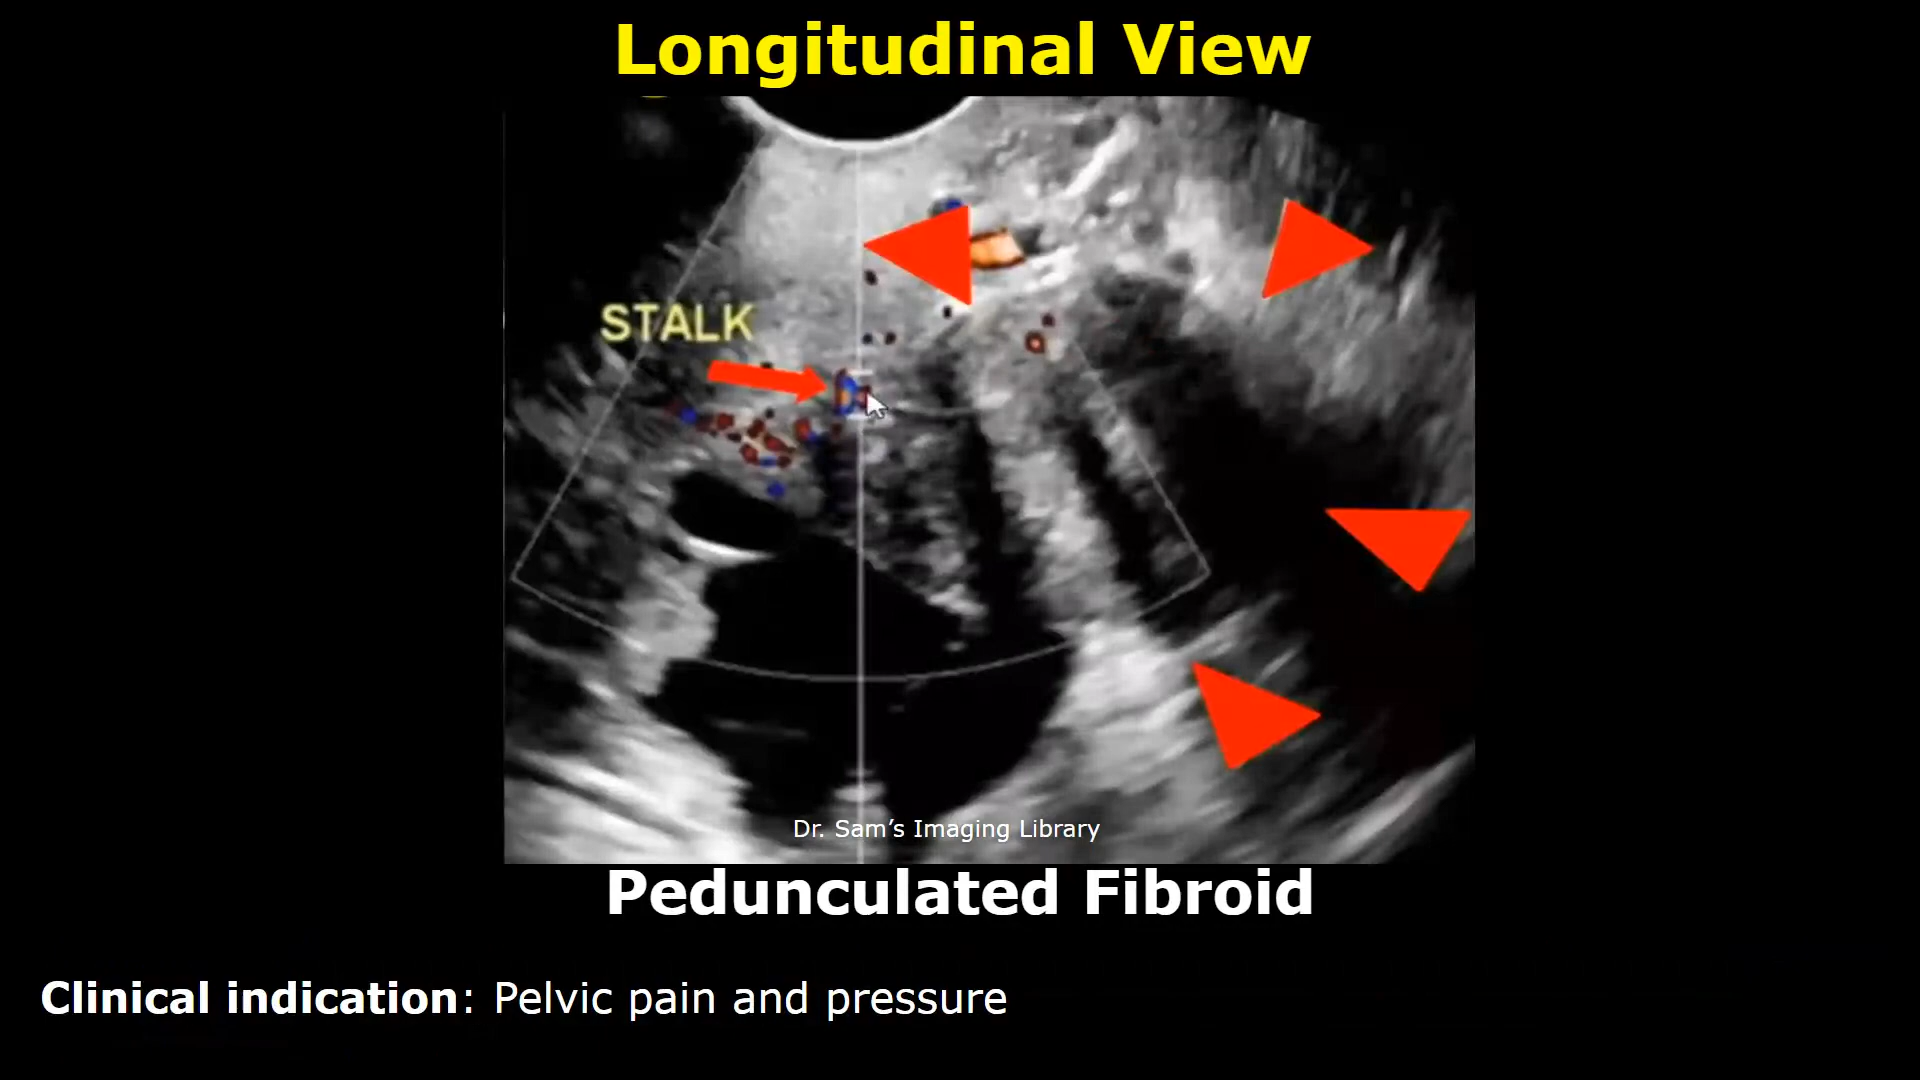 Longitudinal View
STALK
Dr. Sam’s Imaging Library
Pedunculated Fibroid
Clinical indication: Pelvic pain and pressure